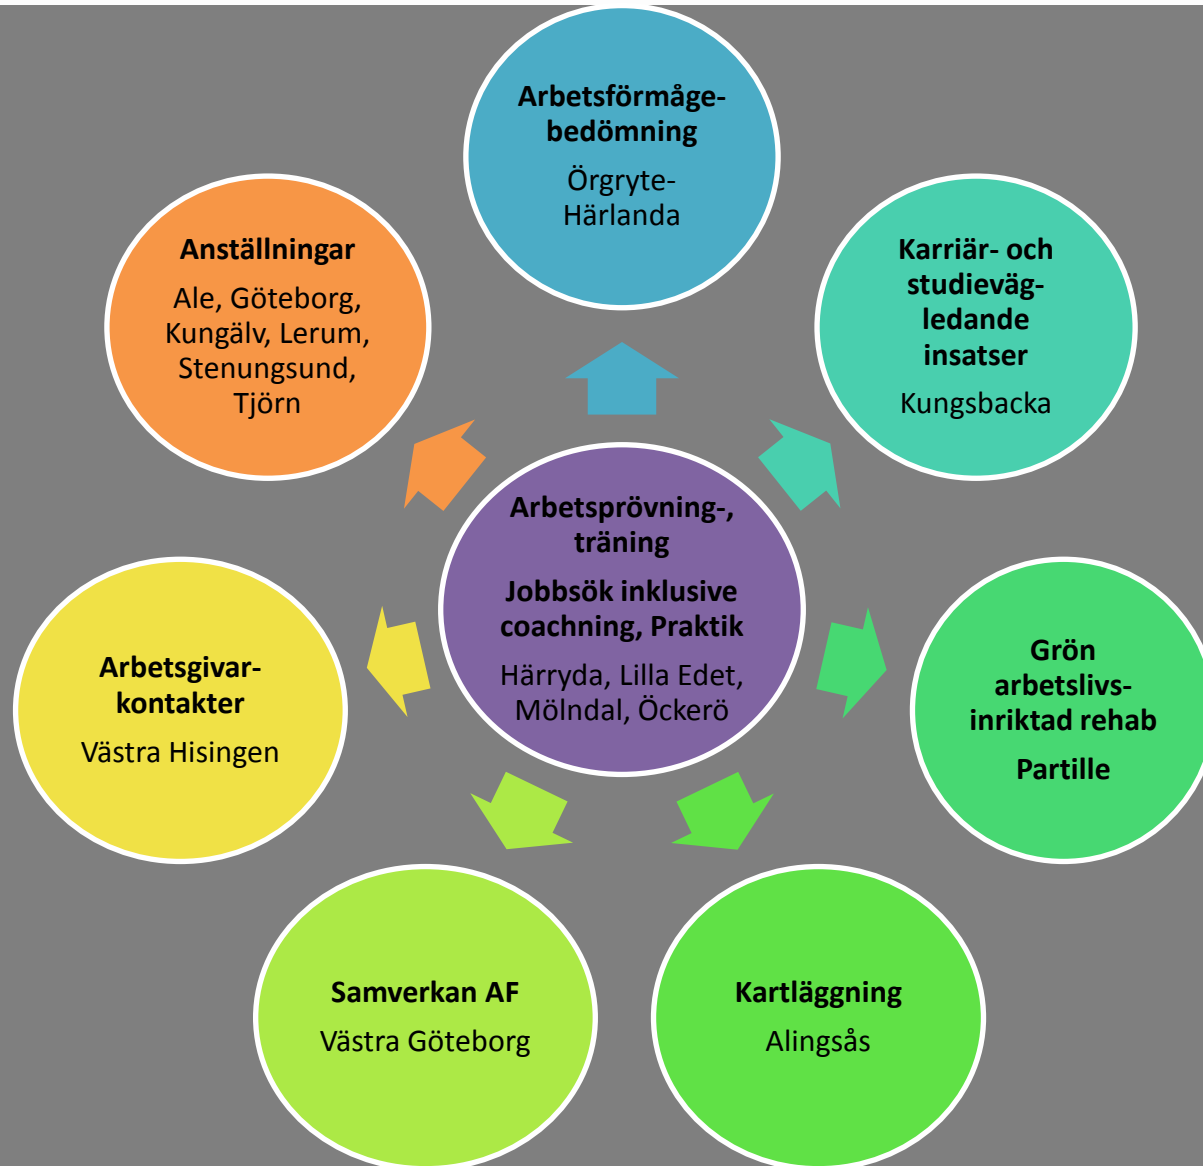 Arbetsförmåge-
bedömning
Örgryte-
Härlanda
Anställningar
Ale, Göteborg,
Kungälv, Lerum,
Stenungsund,
Tjörn
Karriär- och
studieväg-
ledande
insatser
Kungsbacka
Arbetsprövning-,
träning
Jobbsök inklusive
coachning, Praktik
Härryda, Lilla Edet,
Mölndal, Öckerö
Arbetsgivar-
kontakter
Västra Hisingen
Grön
arbetslivs-
inriktad rehab
Partille
Samverkan AF
Västra Göteborg
Kartläggning
Alingsås